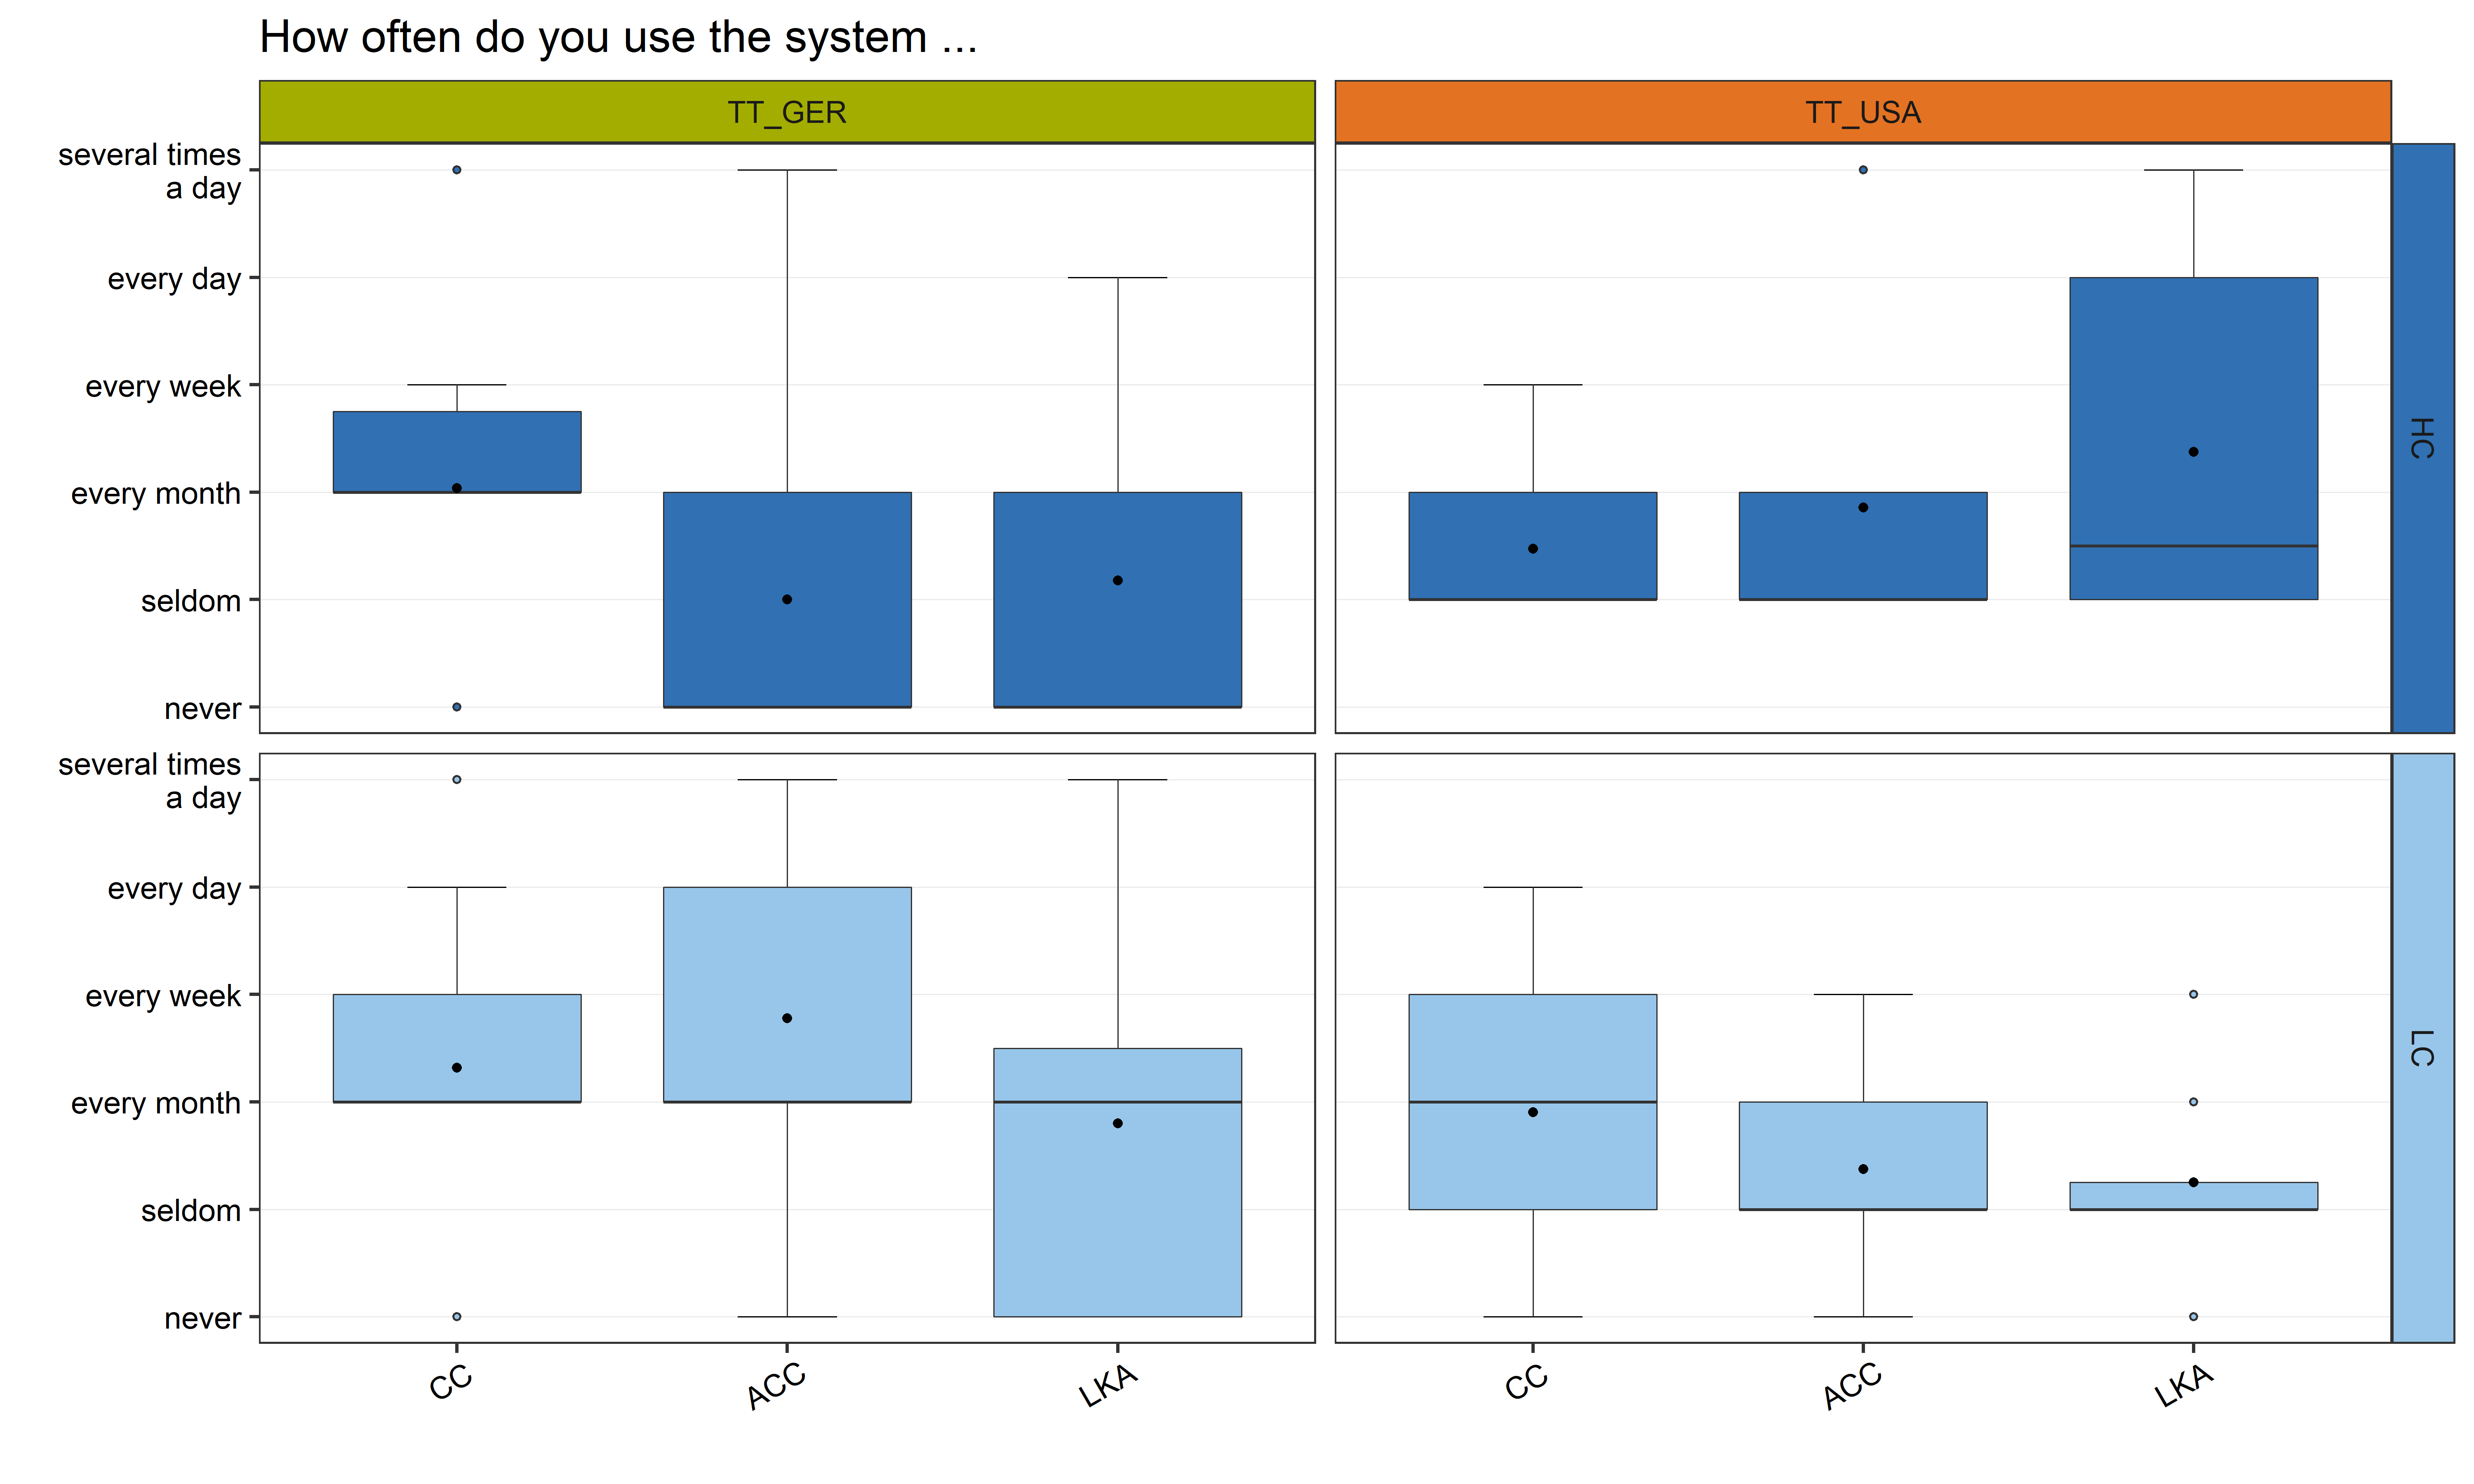 How often do you use the system ...
TT_GER
TT_USA
several times
a day
every day
every week
every month
seldom
never
HC
several times
a day
every day
every week
every month
seldom
never
LC
CC
ACC
LKA
CC
ACC
LKA